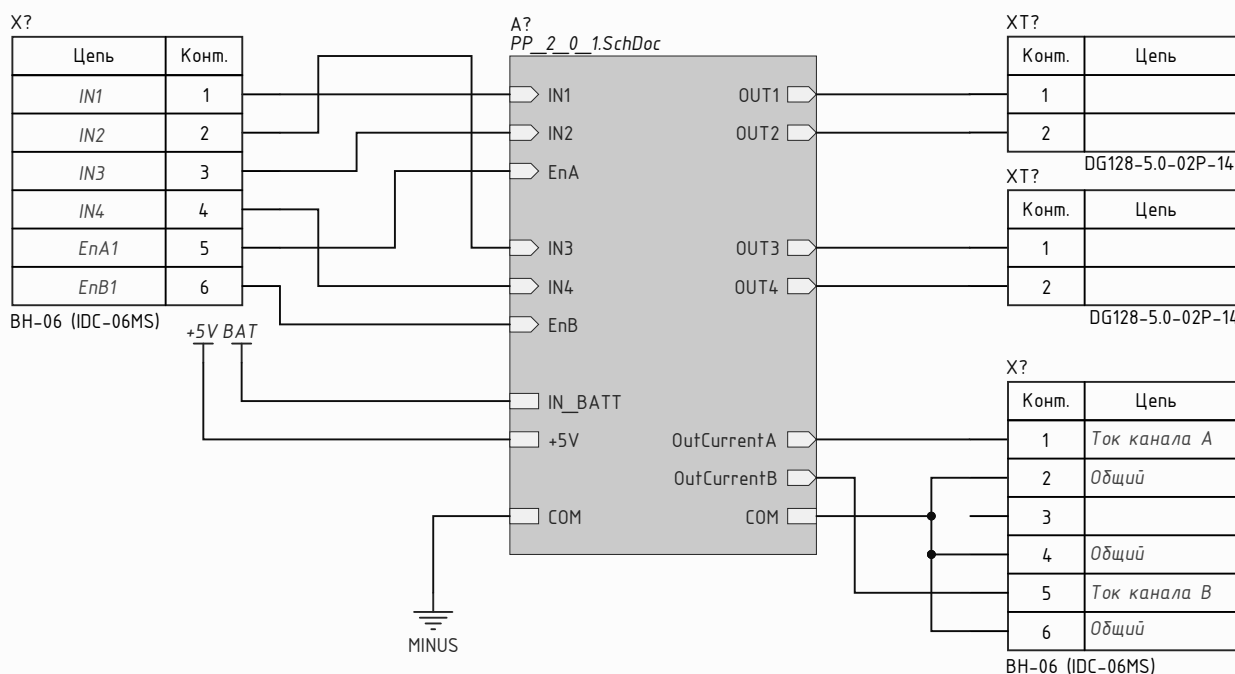 X?
Цепь Конт.
IN1 1
IN2 2
IN3 3
IN4 4
EnA1 5
EnB1 6
BH-06 (IDC-06MS)
+5V BAT
MINUS
A?
PP_2_0_1.SchDoc
IN1 OUT1
IN2 OUT2
EnA
IN3 OUT3
IN4 OUT4
EnB
IN_BATT
+5V OutCurrentA
OutCurrentB
COM COM
XT?
Конт. Цепь
1
2
DG128-5.0-02P-14
XT?
Конт. Цепь
1
2
DG128-5.0-02P-14
X?
Конт. Цепь
1 Ток канала A
2 Общий
3
4 Общий
5 Ток канала B
6 Общий
BH-06 (IDC-06MS)